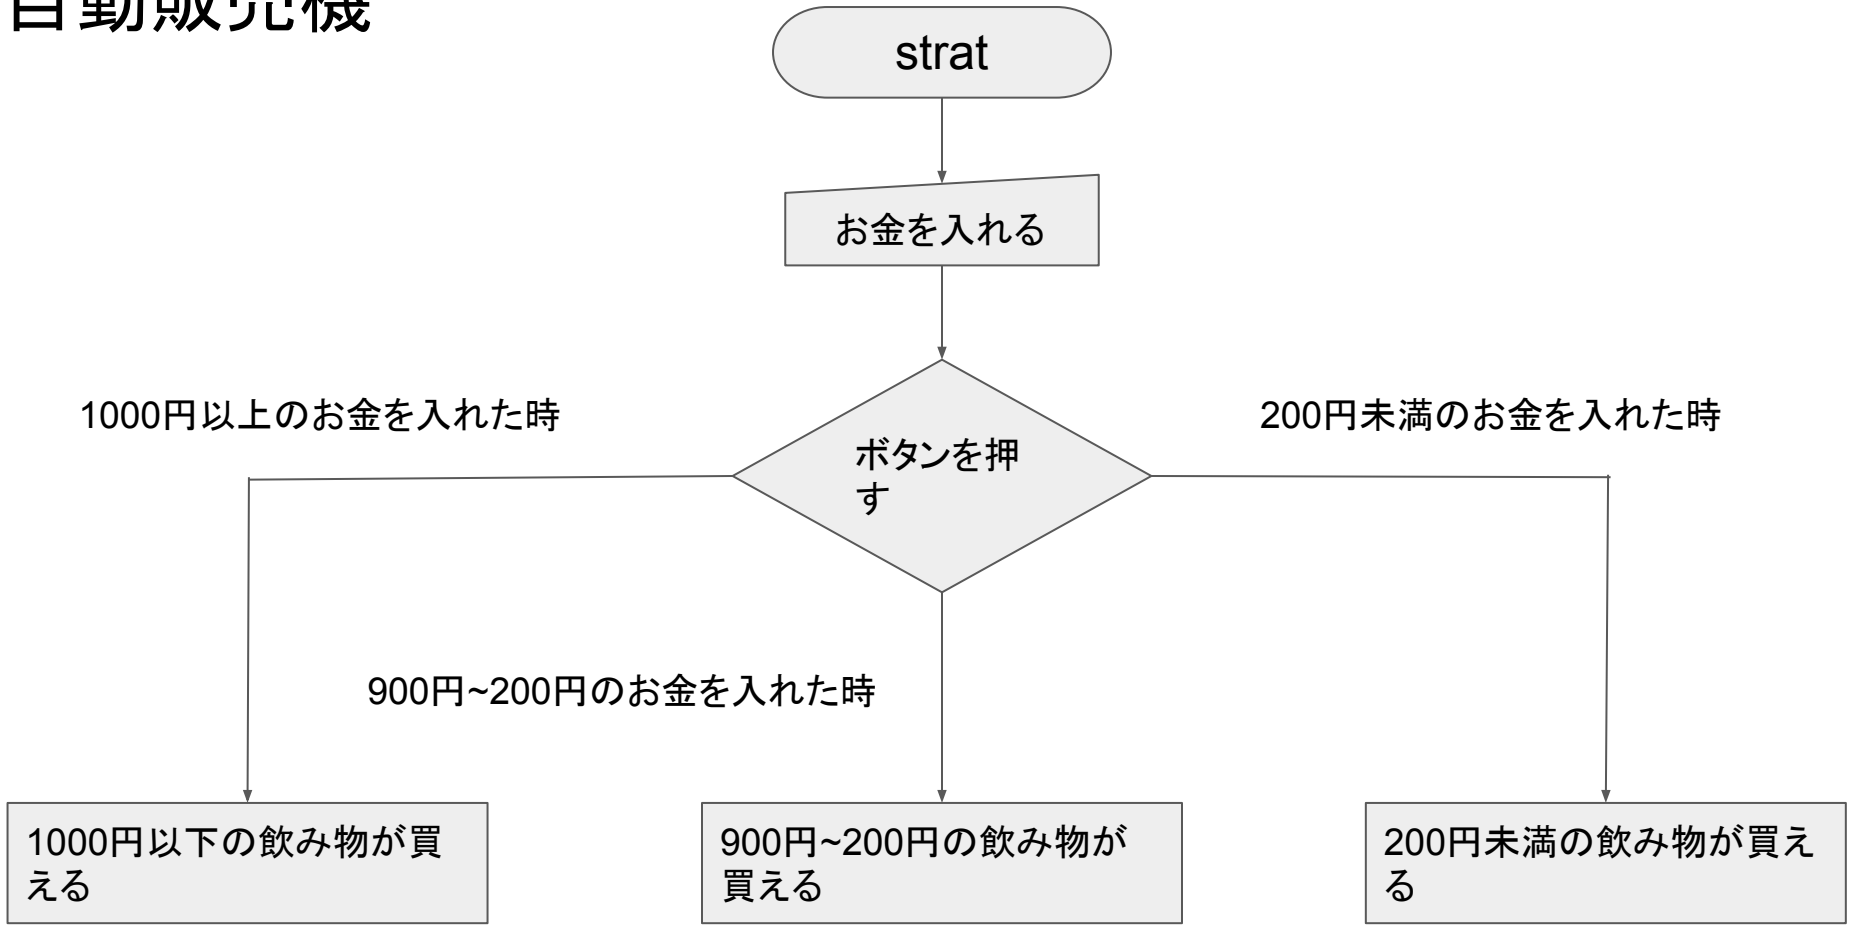 自動販売機
strat
お金を入れる
1000円以上のお金を入れた時
200円未満のお金を入れた時
ボタンを押
す
900円~200円のお金を入れた時
1000円以下の飲み物が買
える
900円~200円の飲み物が
買える
200円未満の飲み物が買え
る